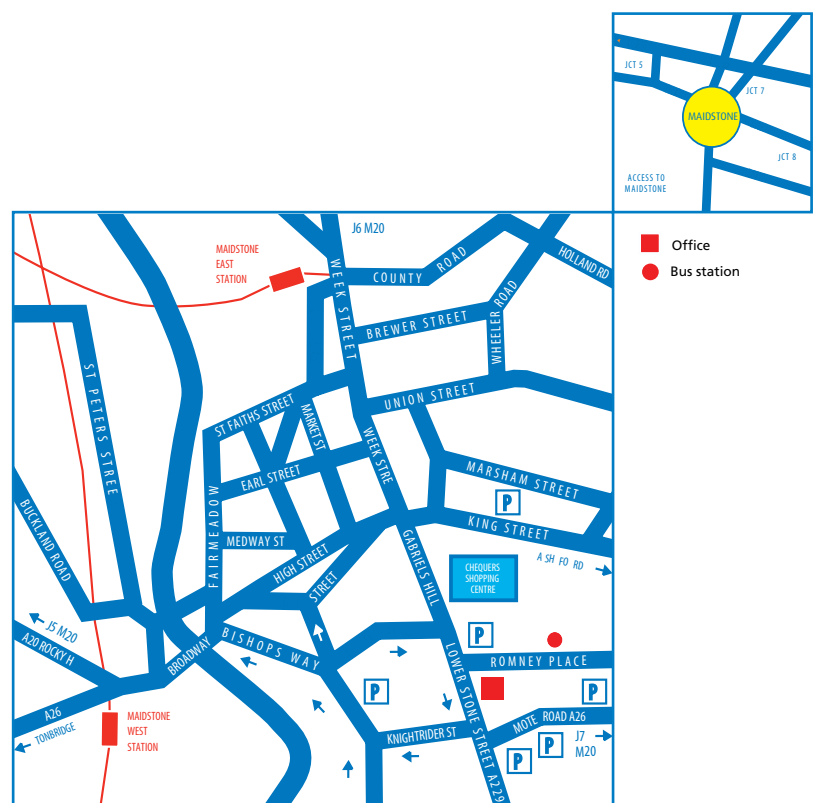 JCT 5
JCT 7
MAIDSTONE
JCT 8
ACCESS TO
MAIDSTONE
J6 M20
Office
Bus station
MAIDSTONE
EAST
STATION
WEEK STREET
COUNTY
ROAD
HOLLAND RD
BREWER STREET
WHEELER
ROAD
ST PETERS STREE
UNION STREET
ST FAITHS STREET
MARKET ST
WEEK STRE
EARL STREET
MARSHAM STREET
P
BUCKLAND ROAD
FAIRMEADOW
KING STREET
MEDWAY ST
HIGH STREET
GABRIELS HILL
ASHFO RD
CHEQUERS
SHOPPING
CENTRE
STREET
J5 M20
A20 ROCKY H
BROADWAY
BISHOPS WAY
P
LOWER STONE STREET A229
ROMNEY PLACE
P
P
A26
TONBRIDGE
MAIDSTONE
WEST
STATION
KNIGHTRIDER ST
MOTE ROAD A26
J7
M20
P
P